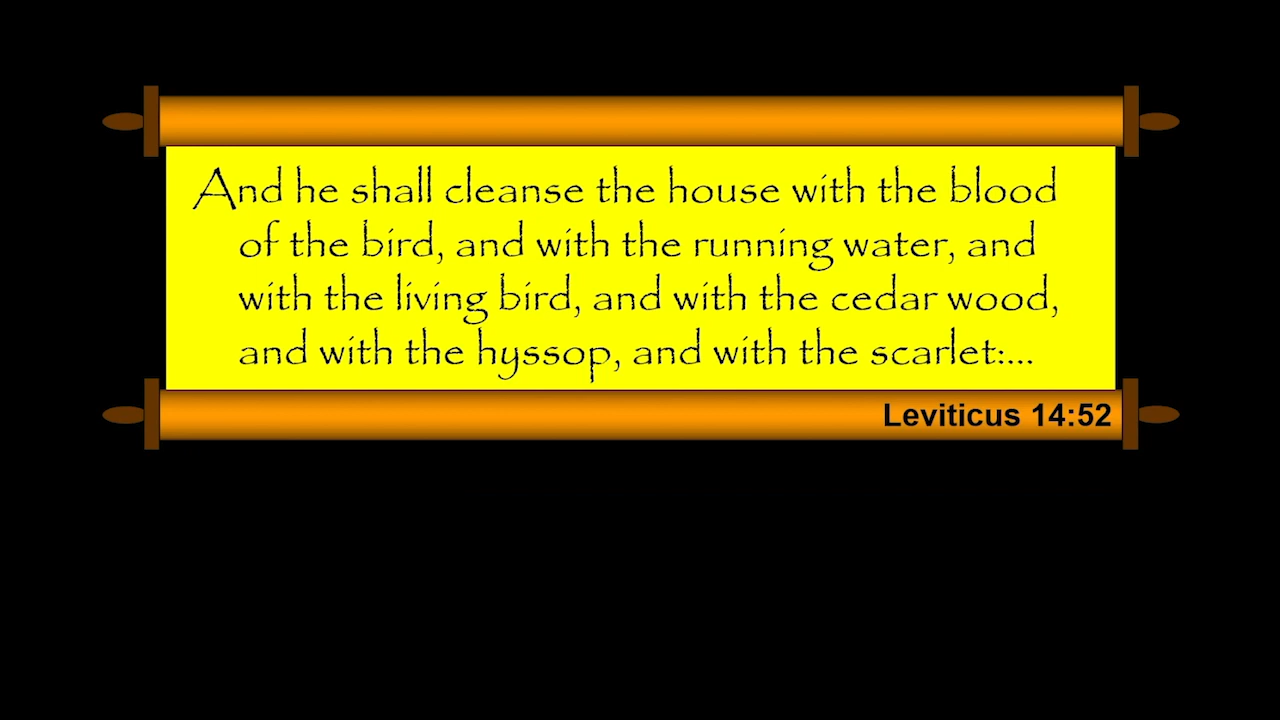 And he shall cleanse the house with the blood
of the bird, and with the running water, and
with the living bird, and with the cedar wood,
and with the hyssop, and with the scarlet:...
Leviticus 14:52